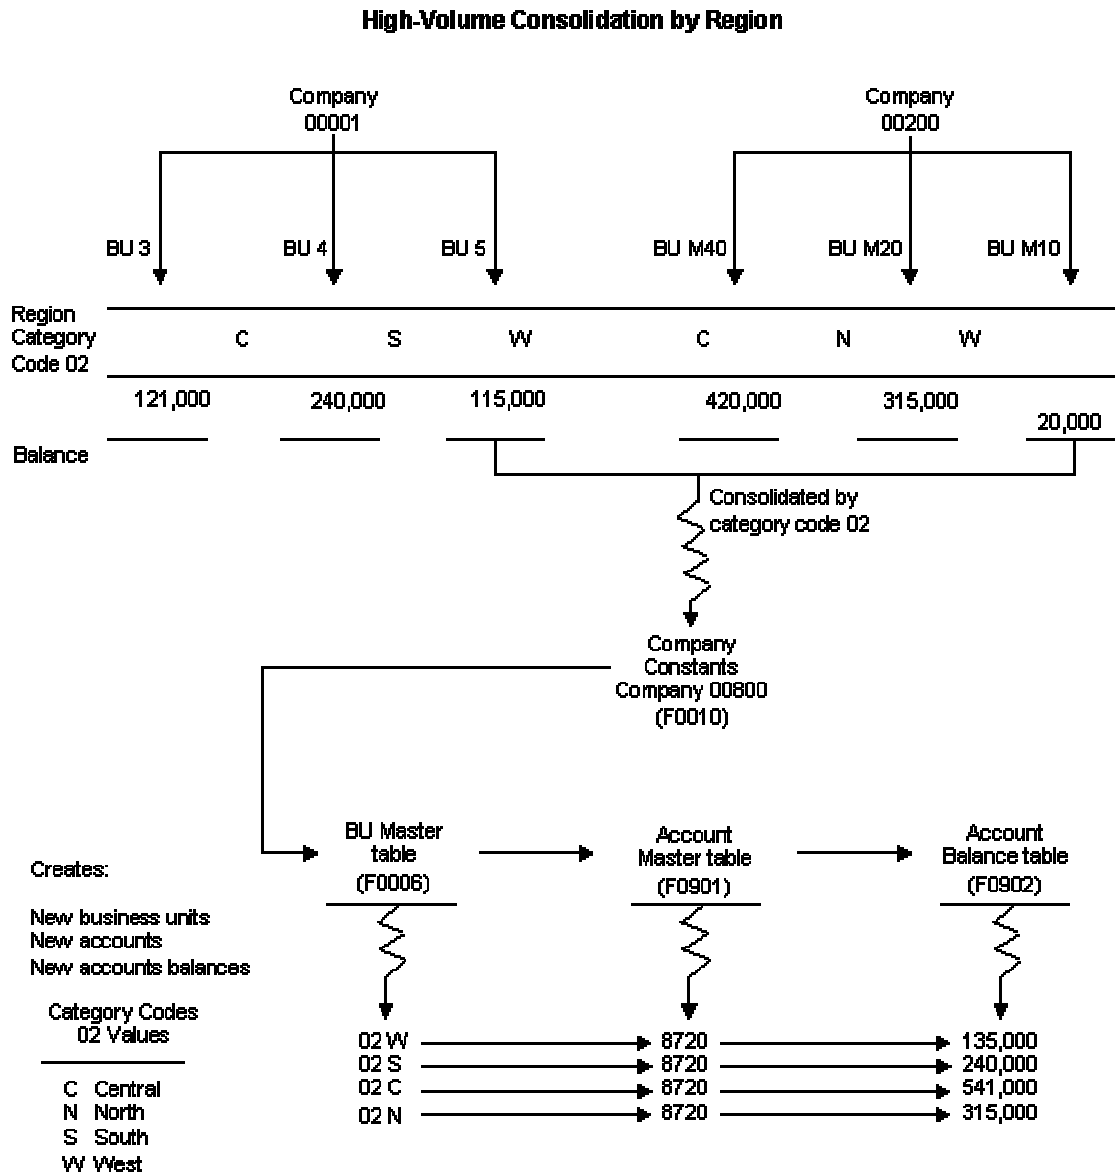 High-Volume Consolidation by Region
Company
00001
Company
00200
BU 3
BU 4
BU 5
BU M40
BU M20
BU M10
Region
Category
Code 02
C
S
W
C
N
W
121,000
240,000
115,000
420,000
315,000
20,000
Balance
Consolidated by
category code 02
Company
Constants
Company 00800
(F0010)
BU Master
table
(F0006)
Account
Master table
(F0901)
Account
Balance table
(F0902)
Creates:
New business units
New accounts
New accounts balances
Category Codes
02 Values
C Central
N North
S South
W West
02 W 8720 135,000
02 S 8720 240,000
02 C 8720 541,000
02 N 8720 315,000